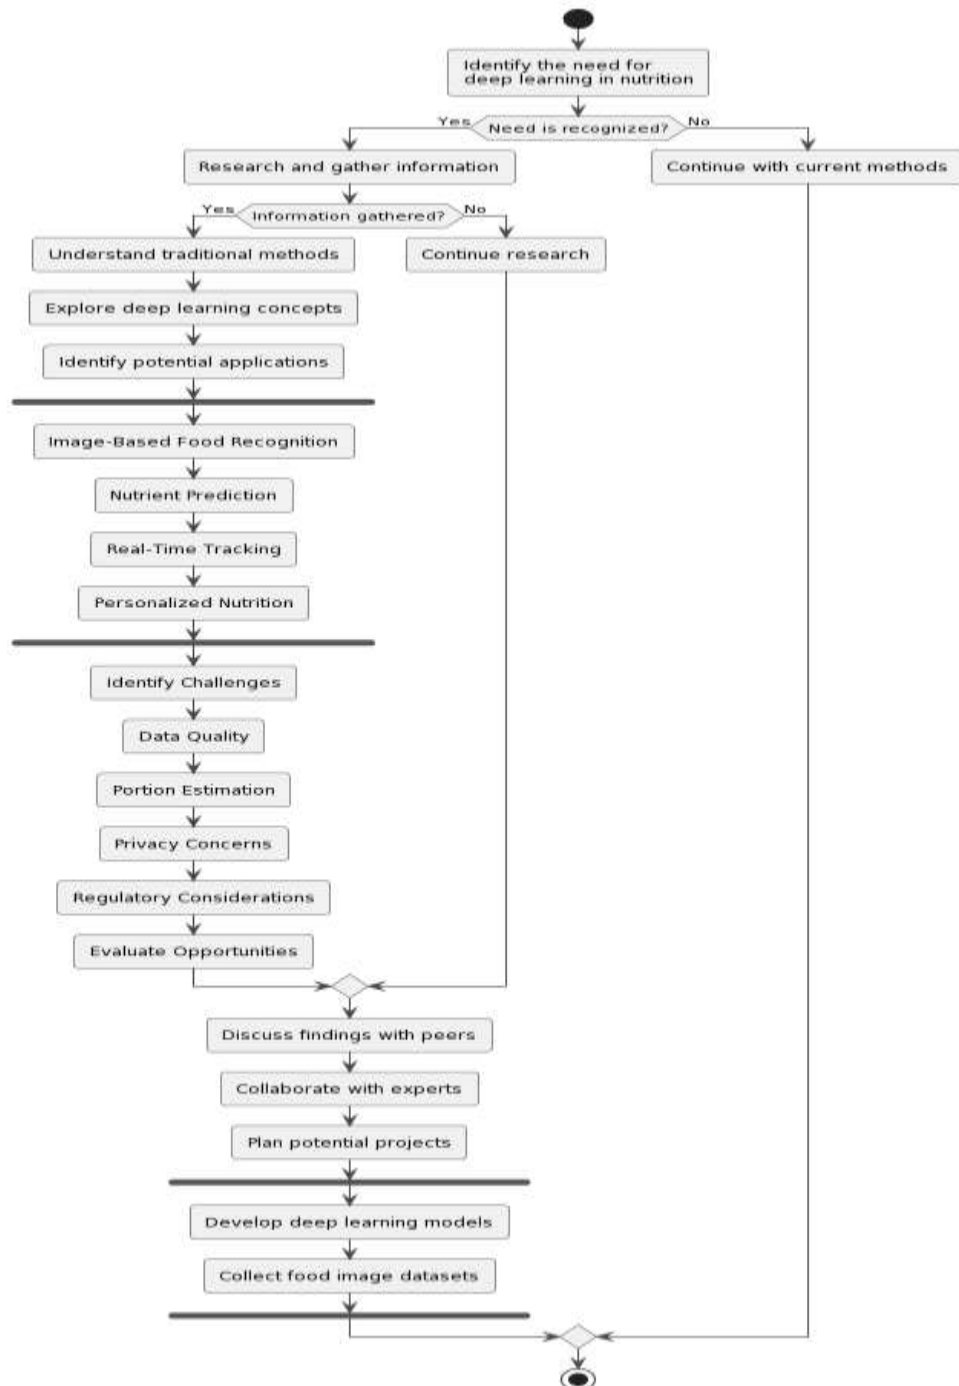 Identify the need for
deep learning in nutrition
Yes
Need is recognized?
No
Research and gather information
Continue with current methods
Yes
Information gathered?
No
Understand traditional methods
Continue research
Explore deep learning concepts
Identify potential applications
Image-Based Food Recognition
Nutrient Prediction
Real-Time Tracking
Personalized Nutrition
Identify Challenges
Data Quality
Portion Estimation
Privacy Concerns
Regulatory Considerations
Evaluate Opportunities
Discuss findings with peers
Collaborate with experts
Plan potential projects
Develop deep learning models
Collect food image datasets